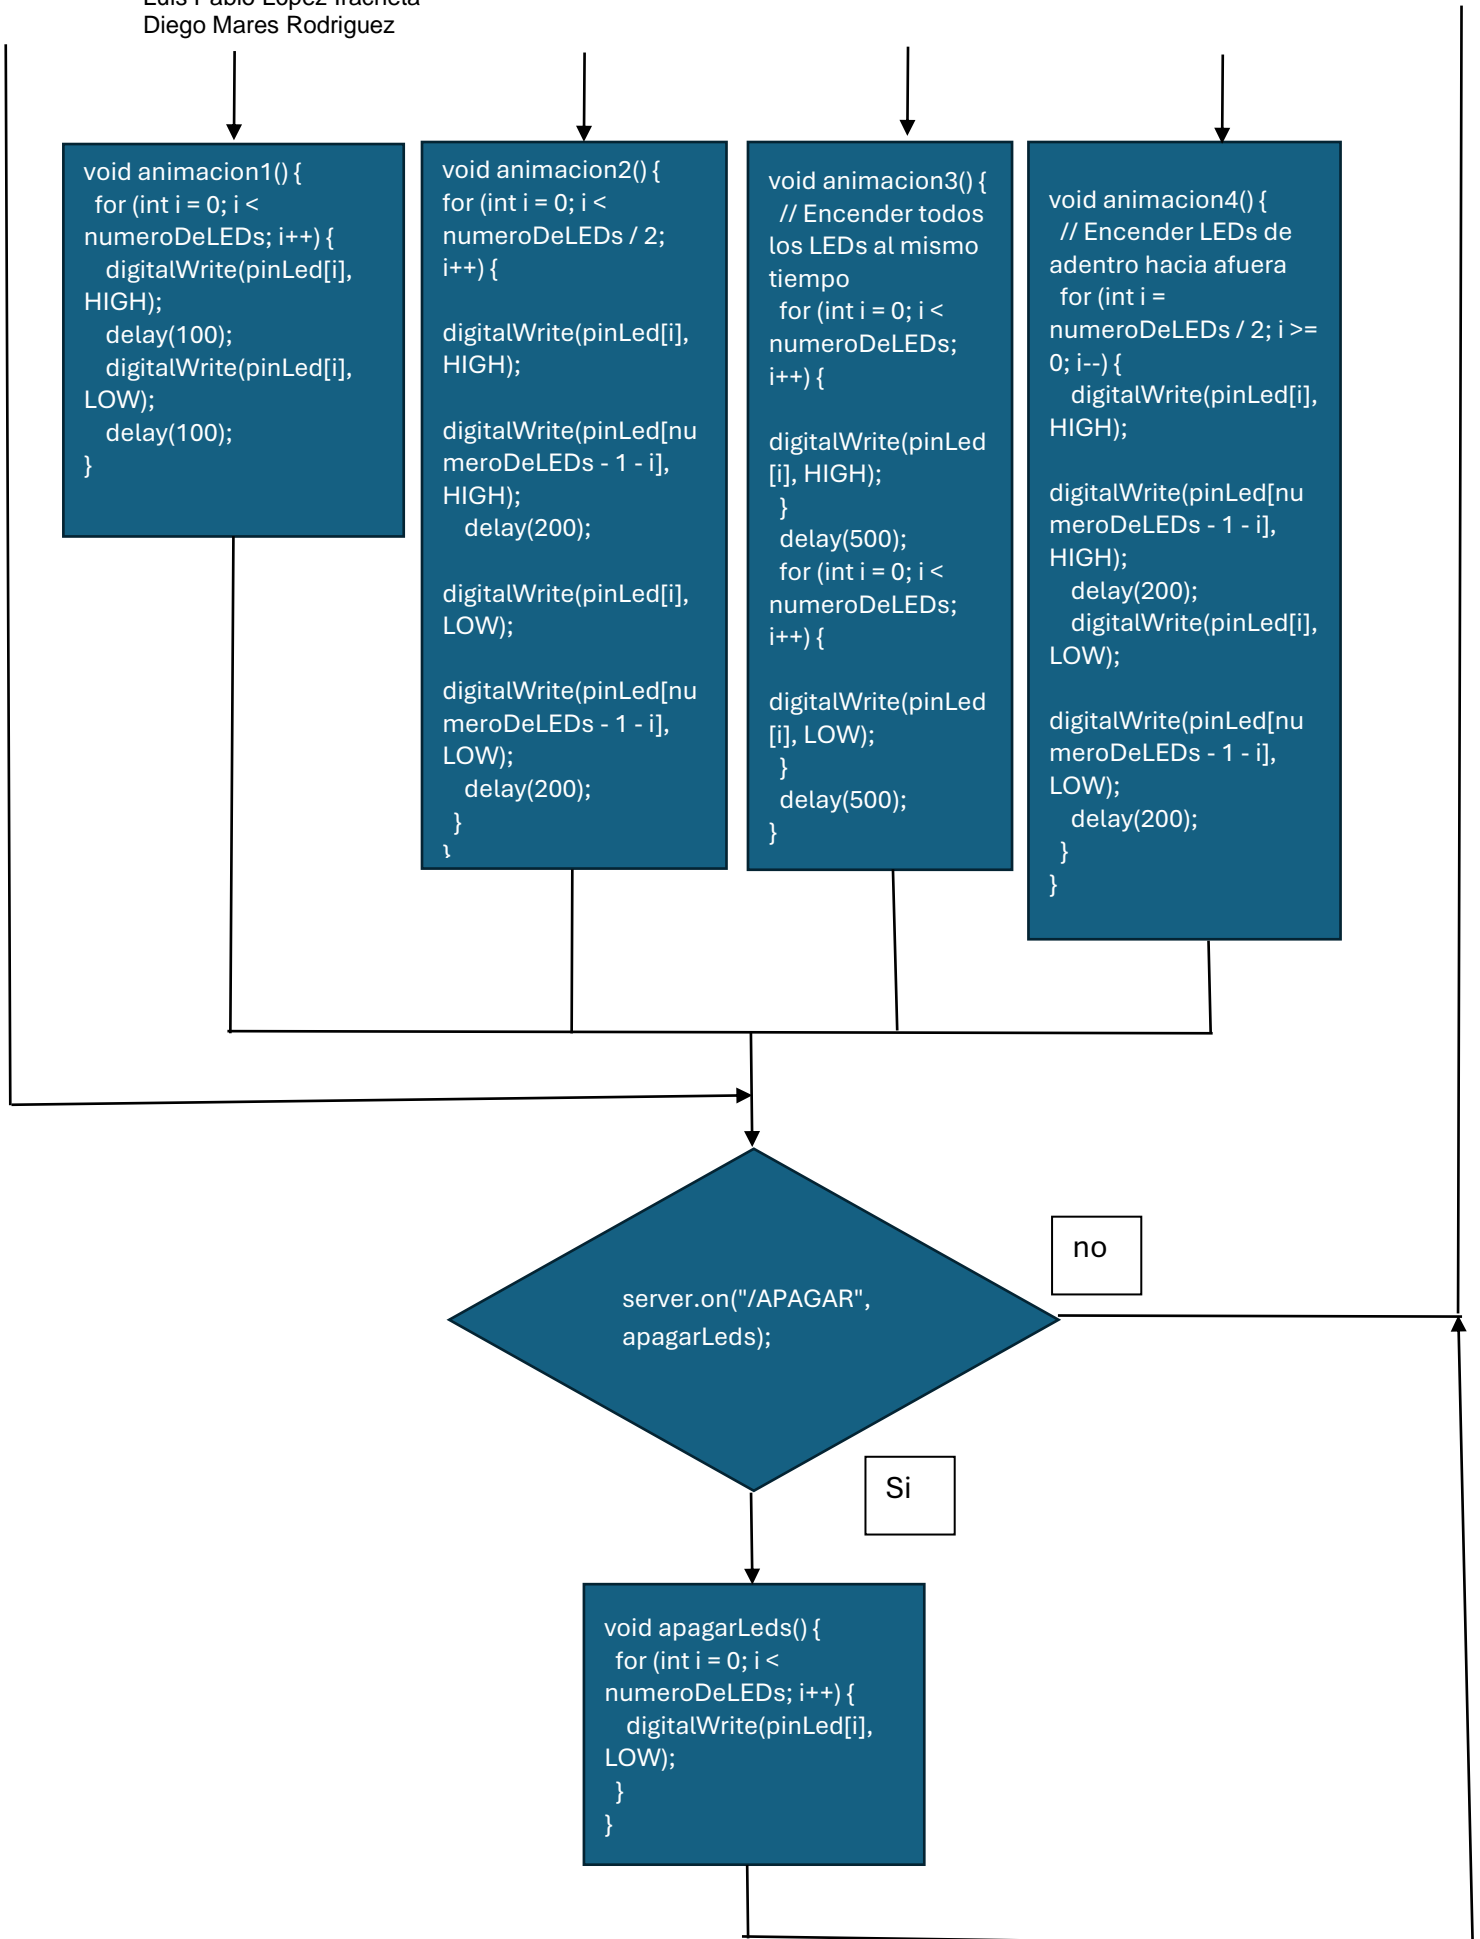 Luis Pablo López Iracheta
Diego Mares Rodriguez
void animacion1() {
for (int i = 0; i <
numeroDeLEDs; i++) {
digitalWrite(pinLed[i],
HIGH);
delay(100);
digitalWrite(pinLed[i],
LOW);
delay(100);
}
void animacion2() {
for (int i = 0; i <
numeroDeLEDs / 2;
i++) {
digitalWrite(pinLed[i],
HIGH);
digitalWrite(pinLed[nu
meroDeLEDs - 1 - i],
HIGH);
delay(200);
digitalWrite(pinLed[i],
LOW);
digitalWrite(pinLed[nu
meroDeLEDs - 1 - i],
LOW);
delay(200);
}
}
void animacion3() {
// Encender todos
los LEDs al mismo
tiempo
for (int i = 0; i <
numeroDeLEDs;
i++) {
digitalWrite(pinLed
[i], HIGH);
}
delay(500);
for (int i = 0; i <
numeroDeLEDs;
i++) {
digitalWrite(pinLed
[i], LOW);
}
delay(500);
}
void animacion4() {
// Encender LEDs de
adentro hacia afuera
for (int i =
numeroDeLEDs / 2; i >=
0; i--) {
digitalWrite(pinLed[i],
HIGH);
digitalWrite(pinLed[nu
meroDeLEDs - 1 - i],
HIGH);
delay(200);
digitalWrite(pinLed[i],
LOW);
digitalWrite(pinLed[nu
meroDeLEDs - 1 - i],
LOW);
delay(200);
}
}
server.on("/APAGAR",
apagarLeds);
no
Si
void apagarLeds() {
for (int i = 0; i <
numeroDeLEDs; i++) {
digitalWrite(pinLed[i],
LOW);
}
}